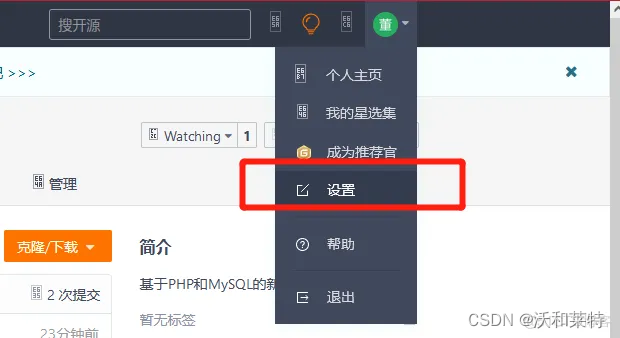 搜开源
董
>>>
个人主页
Watching
1
我的星选集
成为推荐官
管理
设置
克隆/下载
简介
帮助
基于PHP和MySQL的新
2 次提交
退出
暂无标签
23分钟前
CSDN @沃和莱特